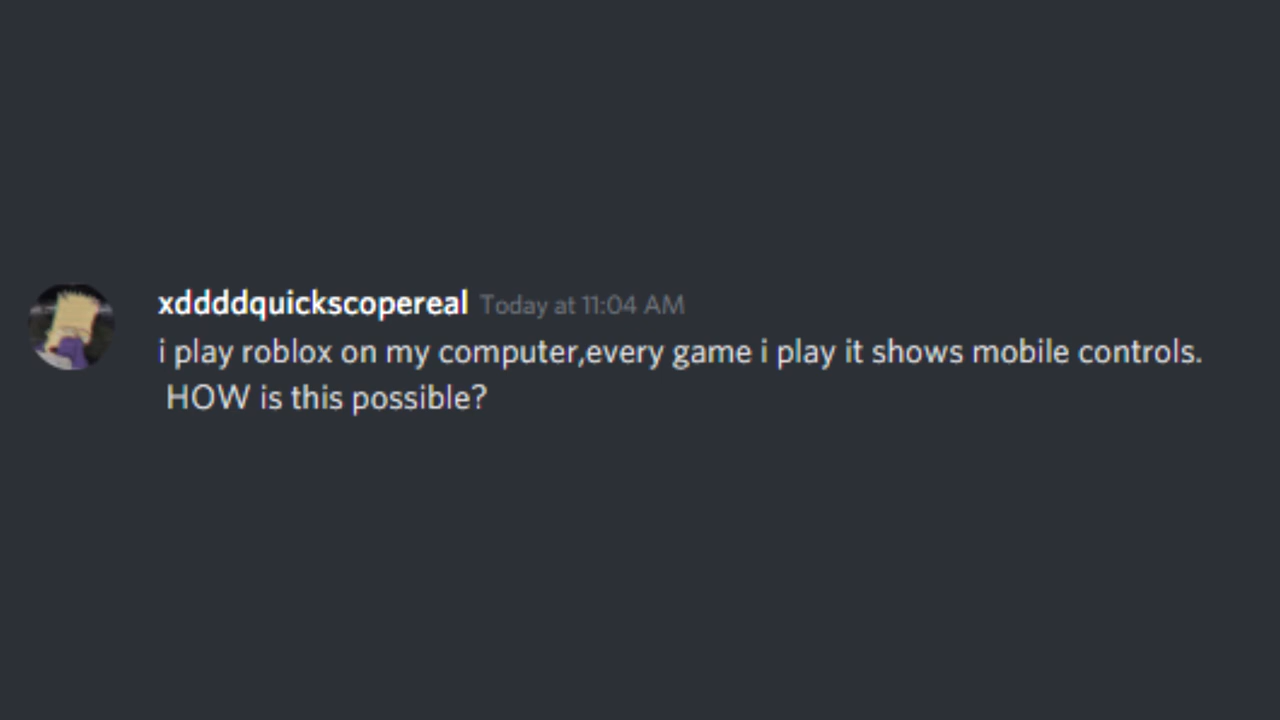 xddddquickscopereal Today at 11:04 AM
i play roblox on my computer,every game i play it shows mobile controls.
HOW is this possible?